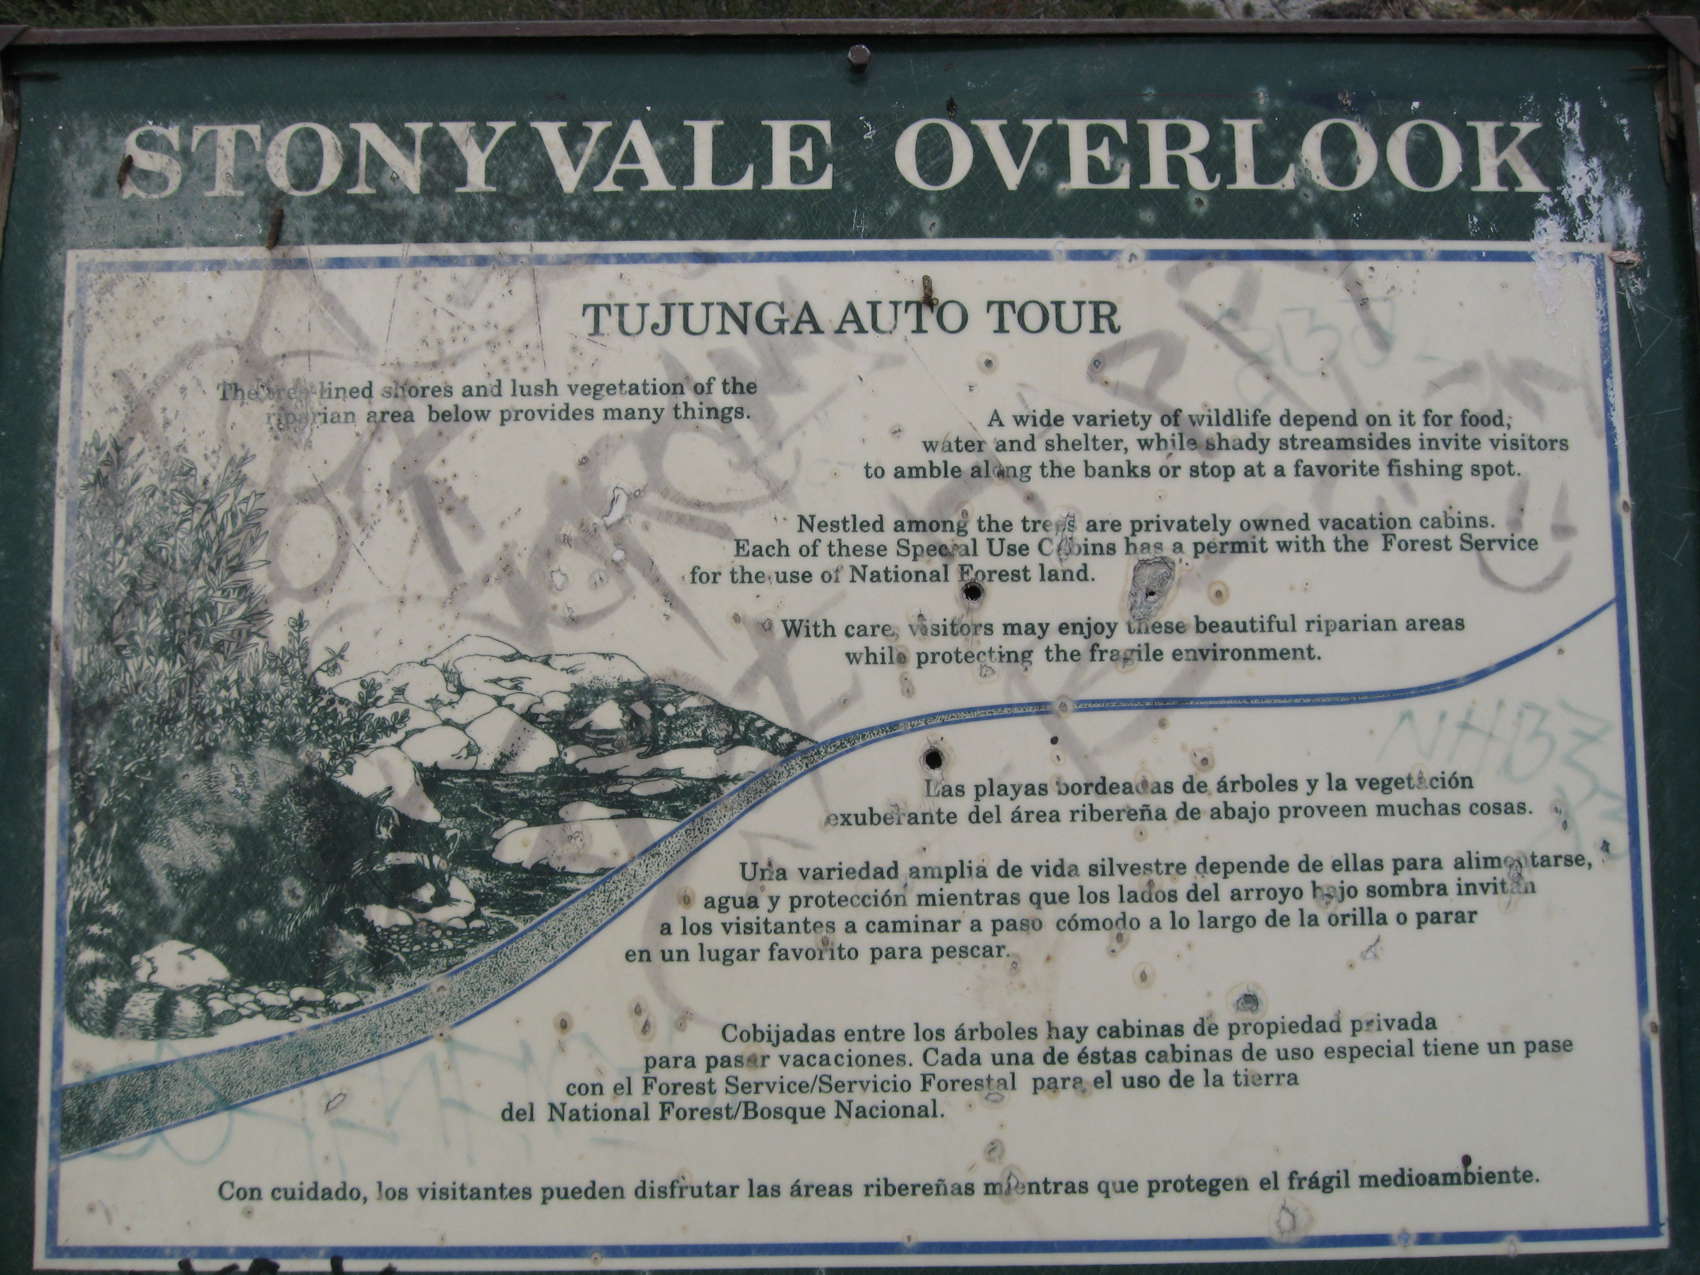 STONYVALE OVERLOOK
TUJUNGA AUTO TOUR
The tree-lined shores and lush vegetation of the
riparian area below provides many things.
A wide variety of wildlife depend on it for food,
water and shelter, while shady streamsides invite visitors
to amble along the banks or stop at a favorite fishing spot.
Nestled among the trees are privately owned vacation cabins.
Each of these Special Use Cabins has a permit with the Forest Service
for the use of National Forest land.
With care, visitors may enjoy these beautiful riparian areas
while protecting the fragile environment.
Las playas bordeadas de árboles y la vegetación
exuberante del área ribereña de abajo proveen muchas cosas.
Una variedad amplia de vida silvestre depende de ellas para alimentarse,
agua y protección mientras que los lados del arroyo bajo sombra invitan
a los visitantes a caminar a paso cómodo a lo largo de la orilla o parar
en un lugar favorito para pescar.
Cobijadas entre los árboles hay cabinas de propiedad privada
para pasar vacaciones. Cada una de éstas cabinas de uso especial tiene un pase
con el Forest Service/Servicio Forestal para el uso de la tierra
del National Forest/Bosque Nacional.
Con cuidado, los visitantes pueden disfrutar las áreas ribereñas mientras que protegen el frágil medioambiente.